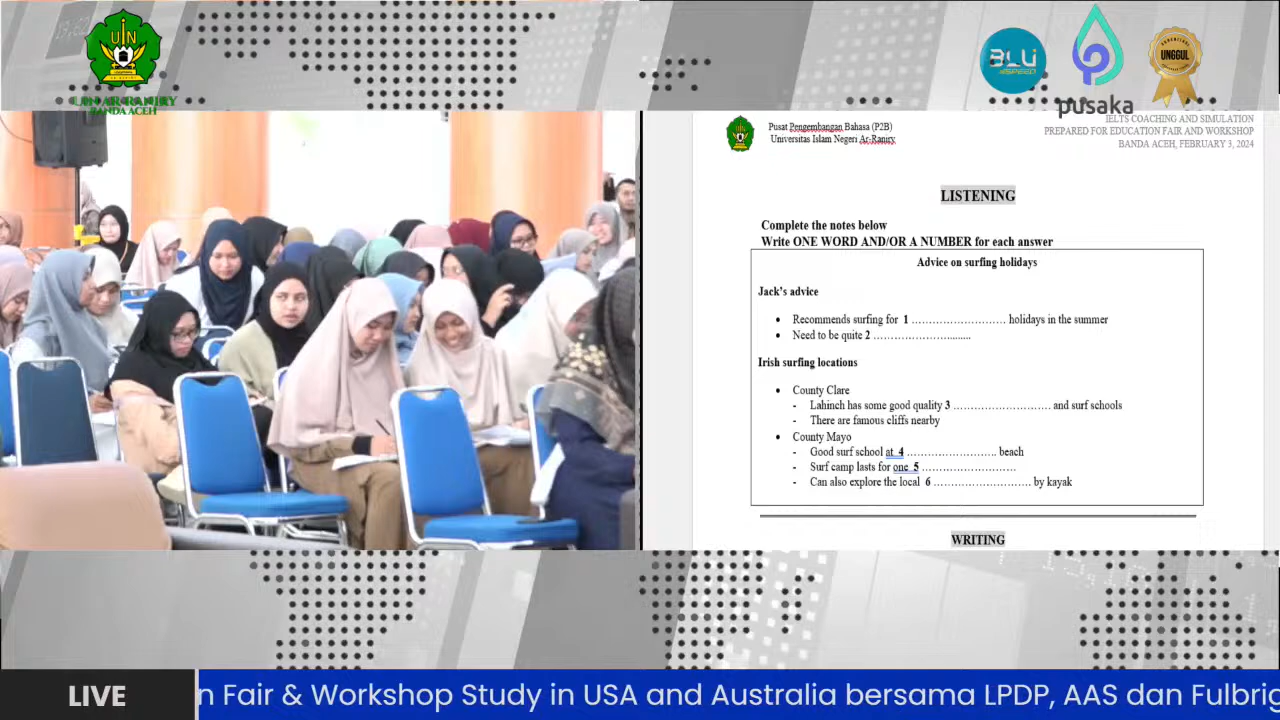 UIN
UIN AR-RANIRY
BANDA ACEH
BLU
SPEED
pusaka
UNGGUL
Pusat Pengembangan Bahasa (P2B)
Universitas Islam Negeri Ar-Raniry
IELTS COACHING AND SIMULATION
PREPARED FOR EDUCATION FAIR AND WORKSHOP
BANDA ACEH, FEBRUARY 3, 2024
LISTENING
Complete the notes below
Write ONE WORD AND/OR A NUMBER for each answer
Advice on surfing holidays
Jack's advice
• Recommends surfing for 1 ……………………… holidays in the summer
• Need to be quite 2 ………………….........
Irish surfing locations
• County Clare
- Lahinch has some good quality 3 ………………………. and surf schools
- There are famous cliffs nearby
• County Mayo
- Good surf school at 4 ……………………. beach
- Surf camp lasts for one 5 ………………………
- Can also explore the local 6 ………………………. by kayak
WRITING
LIVE
n Fair & Workshop Study in USA and Australia bersama LPDP, AAS dan Fulbrig